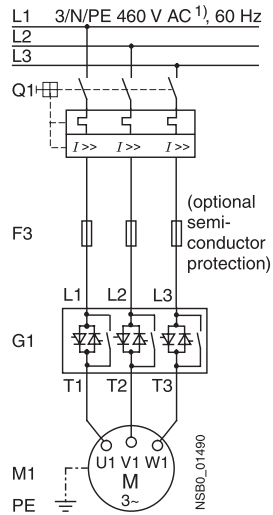 L1 3/N/PE 460 V AC 1), 60 Hz
L2
L3
Q1
I >> I >> I >>
(optional
semi-
F3 conductor
protection)
L1 L2 L3
G1
T1 T2 T3
U1 V1 W1
M1 M
3~
PE
NSB0_01490